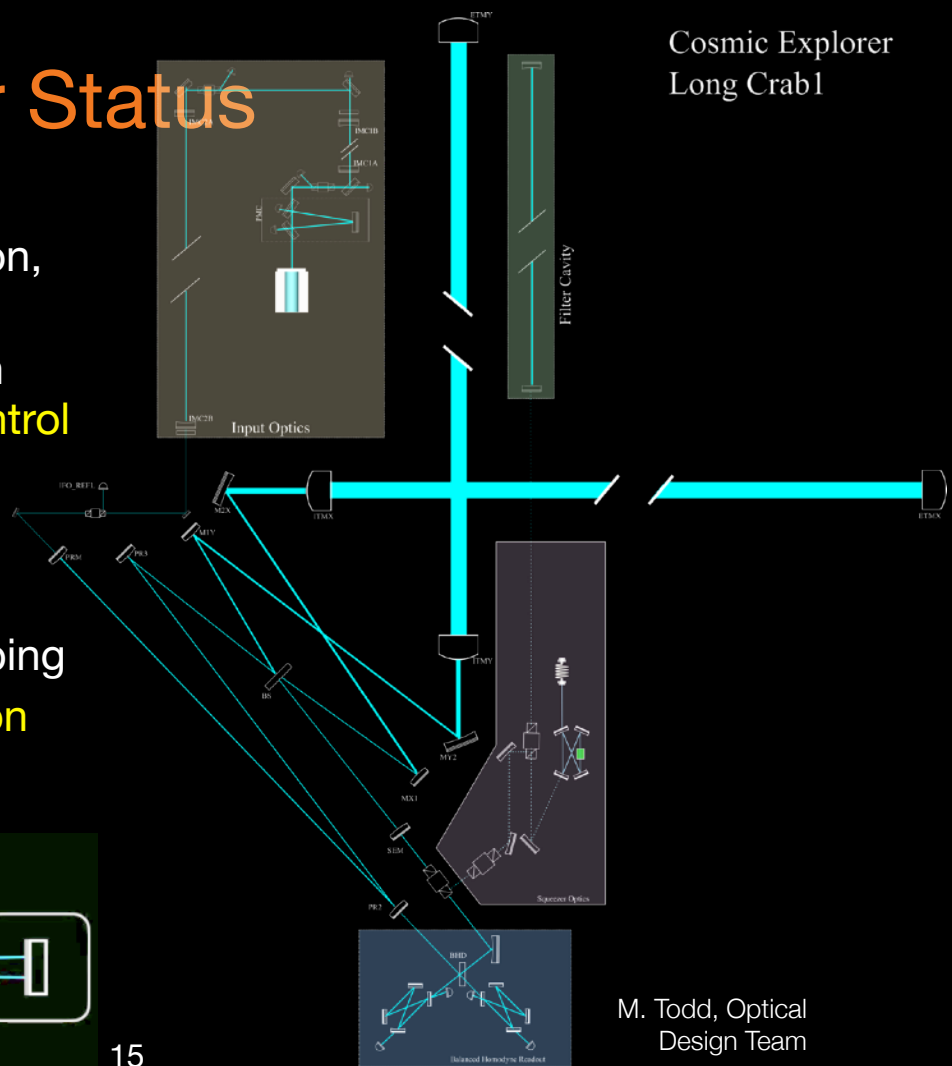 r Status
on,
n
ntrol
ping
on
15
Cosmic Explorer
Long Crab1
ETMY
IMC1B
IMC1A
PMC
IMC2B
Input Optics
Filter Cavity
IFO_REFL
M2X
ITMX
ETMX
M1Y
PRM
PR3
ITMY
BS
MY2
MX1
SEM
PR2
Squeezer Optics
BHD
Balanced Homodyne Readout
M. Todd, Optical
Design Team